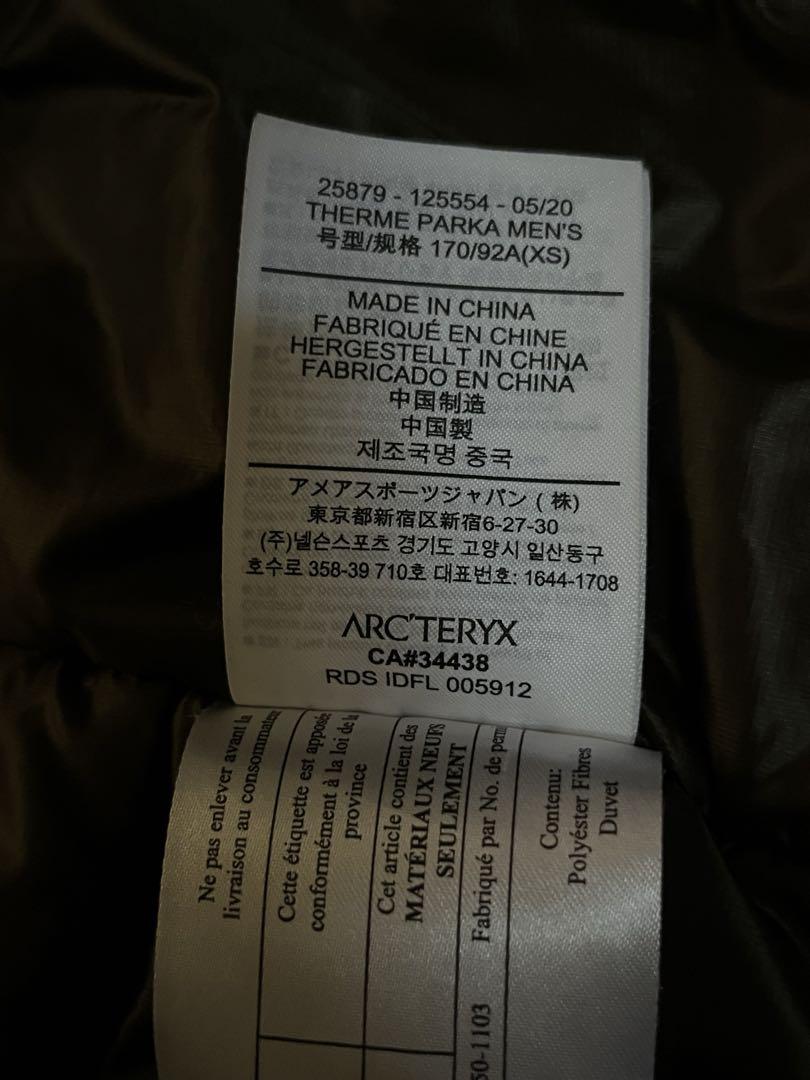 25879 - 125554 - 05/20
THERME PARKA MEN'S
号型/规格 170/92A(XS)
MADE IN CHINA
FABRIQUÉ EN CHINE
HERGESTELLT IN CHINA
FABRICADO EN CHINA
中国制造
中国製
제조국명 중국
アメアスポーツジャパン (株)
東京都新宿区新宿6-27-30
(주)넬슨스포츠 경기도 고양시 일산동구
호수로 358-39 710호 대표번호: 1644-1708
ARC'TERYX
CA#34438
RDS IDFL 005912
Ne pas enlever avant la
livraison au consommateur
Cette étiquette est apposée
conformément à la loi de la
province
Cet article contient des
MATÉRIAUX NEUFS
SEULEMENT
Fabriqué par No. de
50-1103
Contenu:
Polyéster Fibres
Duvet